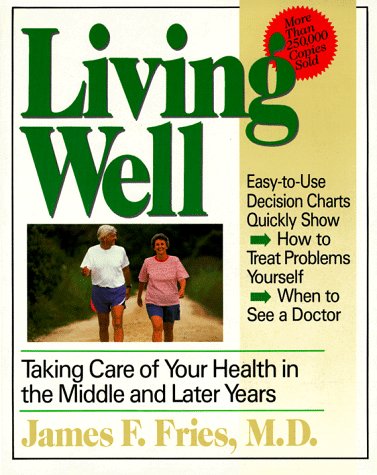 Living
Well
More
Than
250,000
Copies
Sold
Easy-to-Use
Decision Charts
Quickly Show
➡ How to
Treat Problems
Yourself
➡ When to
See a Doctor
Taking Care of Your Health in
the Middle and Later Years
James F. Fries, M.D.